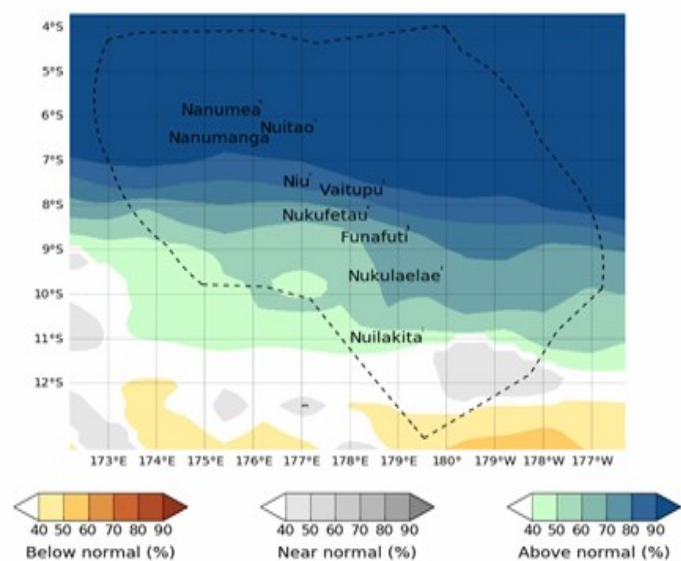 4°S
5°S
Nanumea
6°S
Nuitao
Nanumanga
7°S
Niu
Vaitupu
8°S
Nukufetau
Funafuti
9°S
Nukulaelae
10°S
11°S
Nuilakita
12°S
173°E 174°E 175°E 176°E 177°E 178°E 179°E 180° 179°W 178°W 177°W
40 50 60 70 80 90 40 50 60 70 80 90 40 50 60 70 80 90
Below normal (%) Near normal (%) Above normal (%)